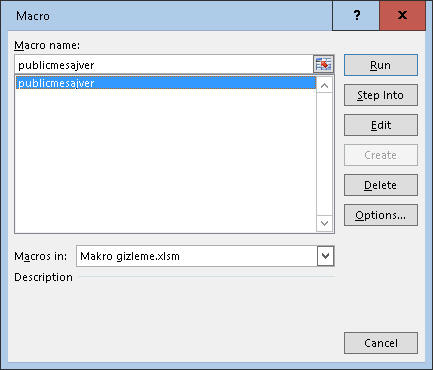 Macro
?
x
Macro name:
publicmesajver
publicmesajver
Run
Step Into
Edit
Create
Delete
Options...
Macros in:
Makro gizleme.xlsm
Description
Cancel